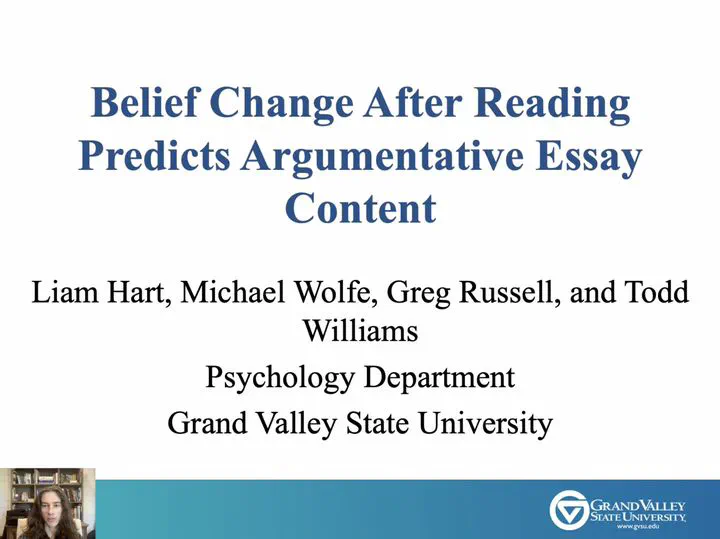 Belief Change After Reading
Predicts Argumentative Essay
Content
Liam Hart, Michael Wolfe, Greg Russell, and Todd
Williams
Psychology Department
Grand Valley State University
GRAND VALLEY
STATE UNIVERSITY
www.gvsu.edu